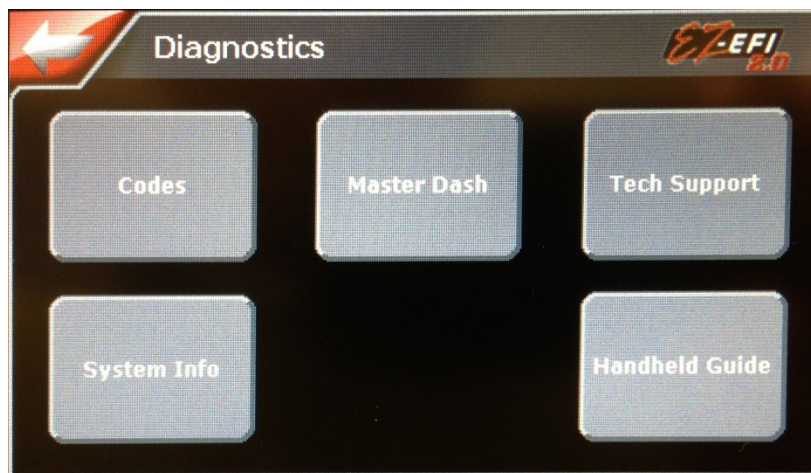 Diagnostics
EZ-EFI
2.0
Codes
Master Dash
Tech Support
System Info
Handheld Guide